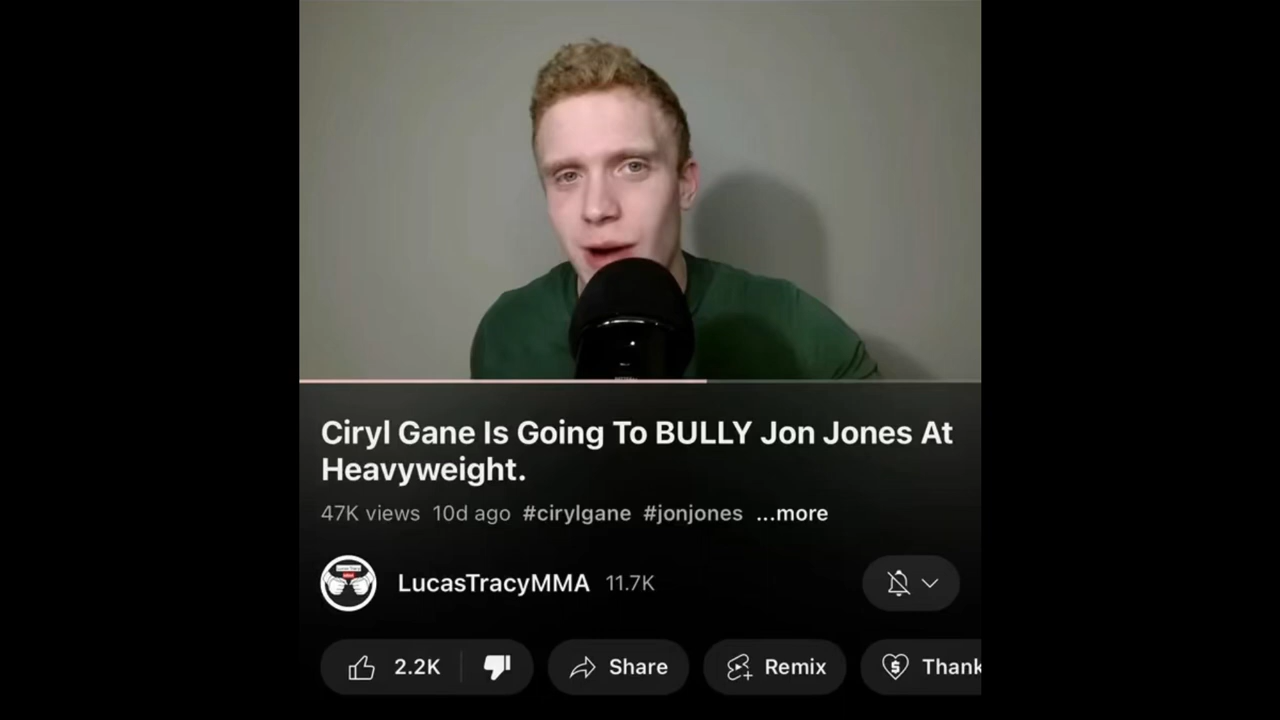 Ciryl Gane Is Going To BULLY Jon Jones At
Heavyweight.
47K views 10d ago #cirylgane #jonjones ...more
LucasTracyMMA 11.7K
2.2K Share Remix Thank